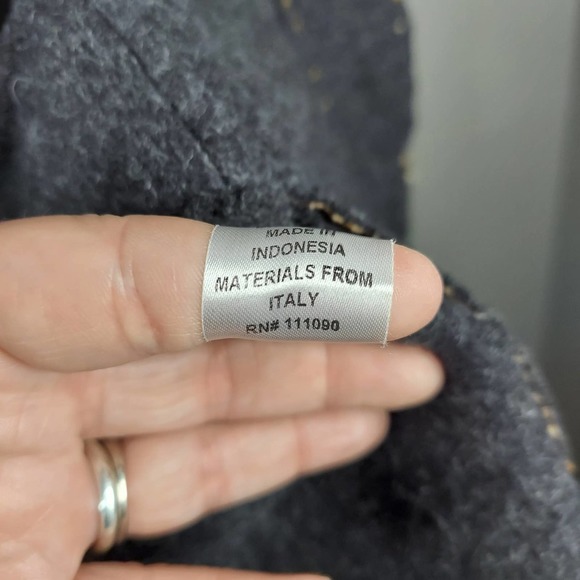 MADE IN
INDONESIA
MATERIALS FROM
ITALY
RN# 111090